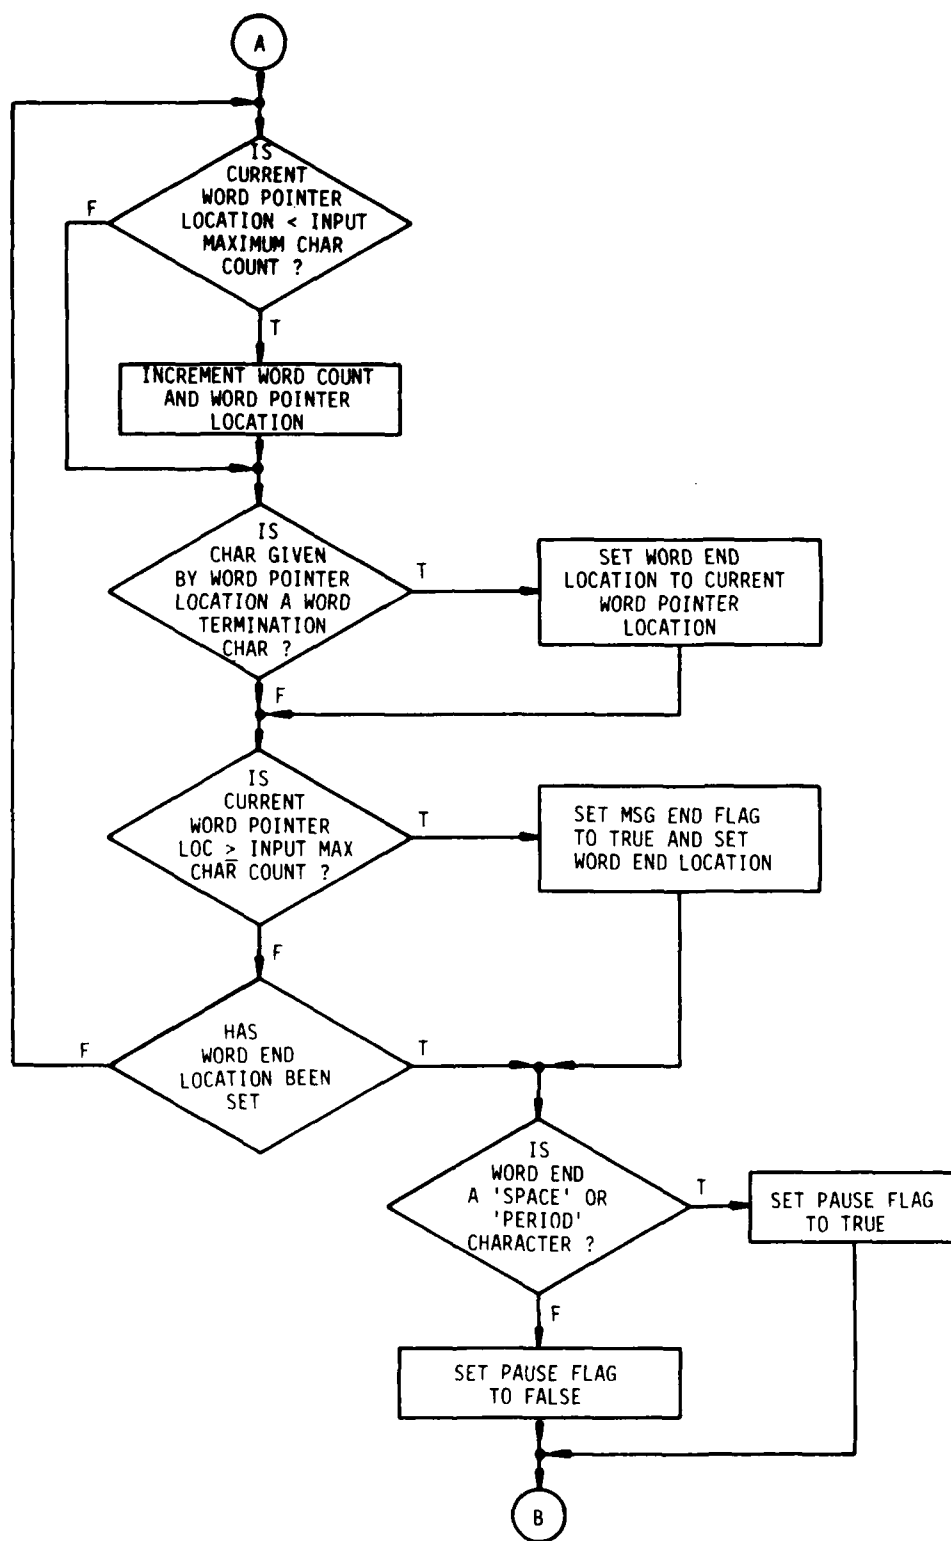 A
IS
CURRENT
WORD POINTER
LOCATION < INPUT
MAXIMUM CHAR
COUNT ?
F
T
INCREMENT WORD COUNT
AND WORD POINTER
LOCATION
IS
CHAR GIVEN
BY WORD POINTER
LOCATION A WORD
TERMINATION
CHAR ?
T
F
SET WORD END
LOCATION TO CURRENT
WORD POINTER
LOCATION
IS
CURRENT
WORD POINTER
LOC ≥ INPUT MAX
CHAR COUNT ?
T
F
SET MSG END FLAG
TO TRUE AND SET
WORD END LOCATION
HAS
WORD END
LOCATION BEEN
SET
F
T
IS
WORD END
A 'SPACE' OR
'PERIOD'
CHARACTER ?
T
F
SET PAUSE FLAG
TO TRUE
SET PAUSE FLAG
TO FALSE
B